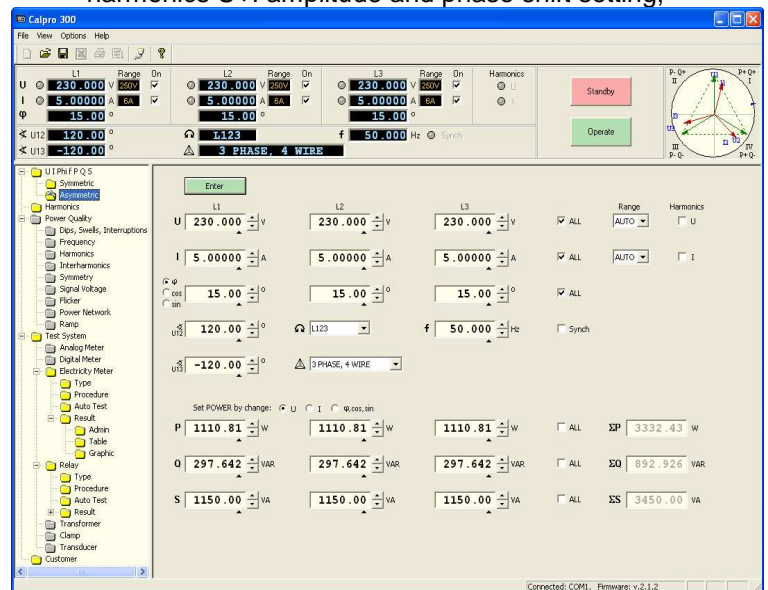 harmonics U+I amplitude and phase shift setting,
Calpro 300
File View Options Help
L1 Range On L2 Range On L3 Range On Harmonics
U 230.000 V 250V 230.000 V 250V 230.000 V 250V U
I 5.00000 A 6A 5.00000 A 6A 5.00000 A 6A I
φ 15.00 ° 15.00 ° 15.00 °
∢ U12 120.00 ° Ω L123 f 50.000 Hz Synch
∢ U13 -120.00 ° 3 PHASE, 4 WIRE
Standby
Operate
P- Q+ P+ Q+
II I
U3 I2 U2
III IV
P- Q- P+ Q-
U I Phi f P Q S
Symmetric
Asymmetric
Harmonics
Power Quality
Dips, Swells, Interruptions
Frequency
Harmonics
Interharmonics
Symmetry
Signal Voltage
Flicker
Power Network
Ramp
Test System
Analog Meter
Digital Meter
Electricity Meter
Type
Procedure
Auto Test
Result
Admin
Table
Graphic
Relay
Type
Procedure
Auto Test
Result
Transformer
Clamp
Transducer
Customer
Enter
L1 L2 L3 Range Harmonics
U 230.000 V 230.000 V 230.000 V ALL AUTO U
I 5.00000 A 5.00000 A 5.00000 A ALL AUTO I
φ
cos 15.00 ° 15.00 ° 15.00 ° ALL
sin
∢ U12 120.00 ° Ω L123 f 50.000 Hz Synch
∢ U13 -120.00 ° 3 PHASE, 4 WIRE
Set POWER by change: U I φ,cos,sin
P 1110.81 W 1110.81 W 1110.81 W ALL ΣP 3332.43 W
Q 297.642 VAR 297.642 VAR 297.642 VAR ALL ΣQ 892.926 VAR
S 1150.00 VA 1150.00 VA 1150.00 VA ALL ΣS 3450.00 VA
Connected: COM1, Firmware: v.2.1.2